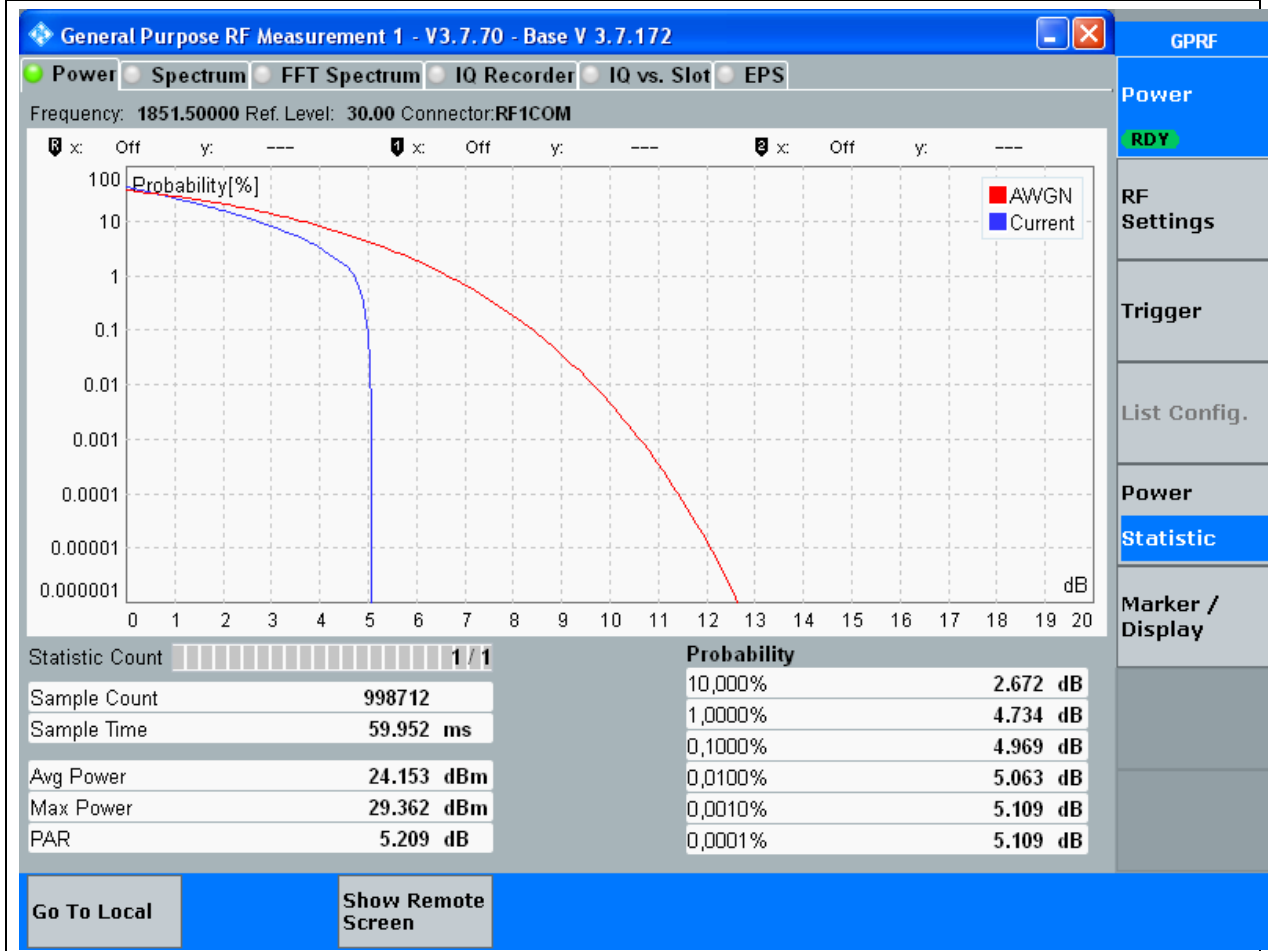 General Purpose RF Measurement 1 - V3.7.70 - Base V 3.7.172
GPRF
Power Spectrum FFT Spectrum IQ Recorder IQ vs. Slot EPS
Frequency: 1851.50000 Ref. Level: 30.00 Connector:RF1COM
R x: Off y: --- 1 x: Off y: --- 2 x: Off y: ---
Probability[%]
AWGN
Current
100
10
1
0.1
0.01
0.001
0.0001
0.00001
0.000001
dB
0 1 2 3 4 5 6 7 8 9 10 11 12 13 14 15 16 17 18 19 20
Statistic Count 1 / 1
Sample Count 998712
Sample Time 59.952 ms
Avg Power 24.153 dBm
Max Power 29.362 dBm
PAR 5.209 dB
Probability
10,000% 2.672 dB
1,0000% 4.734 dB
0,1000% 4.969 dB
0,0100% 5.063 dB
0,0010% 5.109 dB
0,0001% 5.109 dB
Power
RDY
RF
Settings
Trigger
List Config.
Power
Statistic
Marker /
Display
Go To Local
Show Remote
Screen